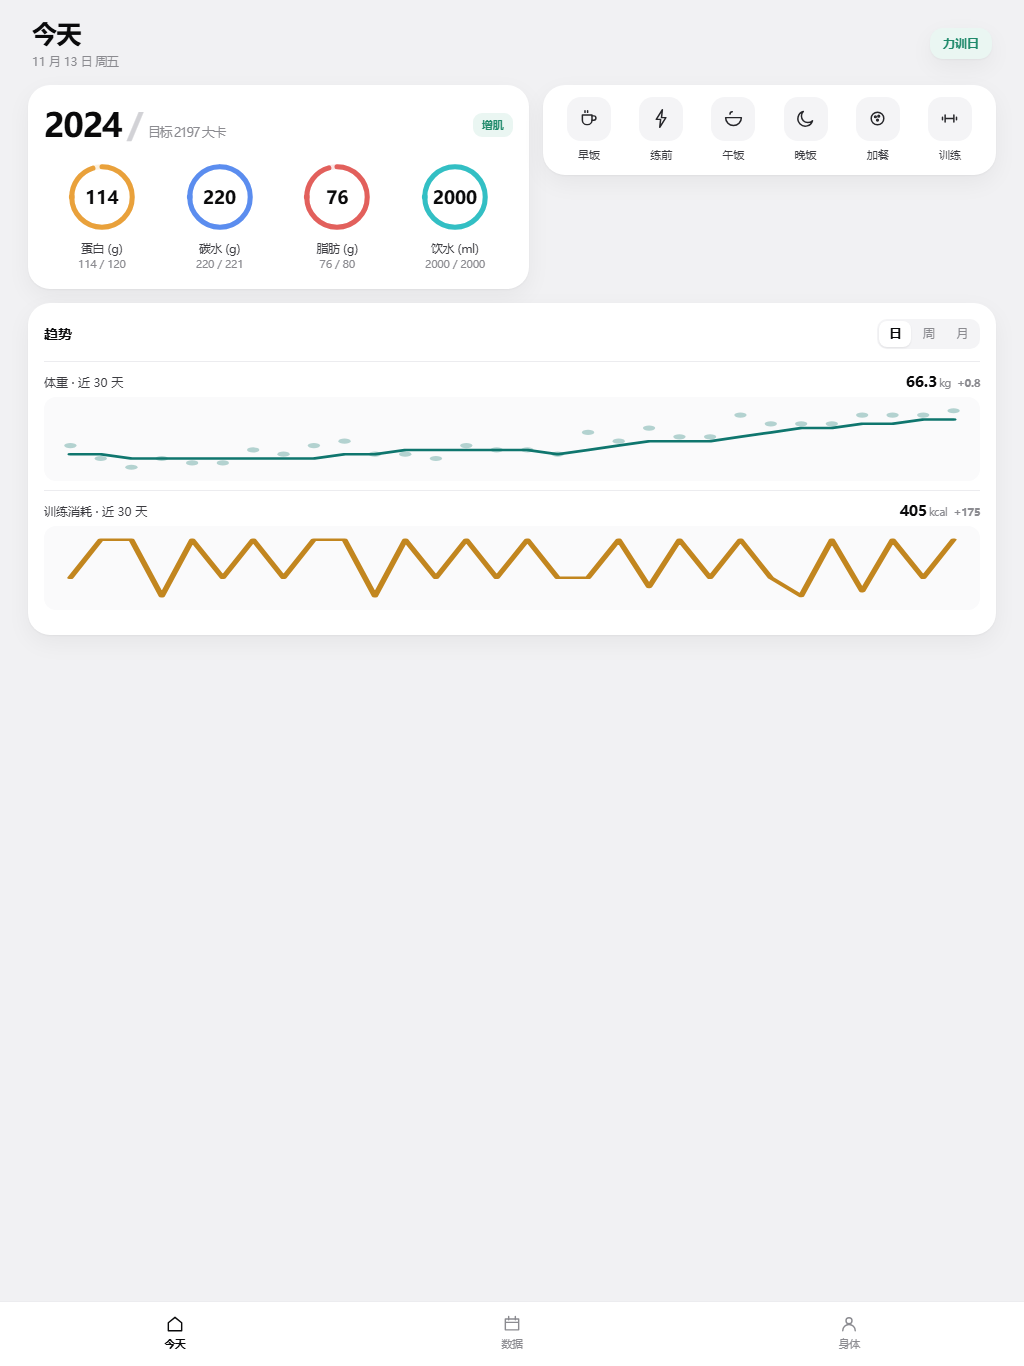 今天
11 月 13 日 周五
力训日
2024 / 目标 2197 大卡
增肌
114
220
76
2000
蛋白 (g)
碳水 (g)
脂肪 (g)
饮水 (ml)
114 / 120
220 / 221
76 / 80
2000 / 2000
早饭
练前
午饭
晚饭
加餐
训练
趋势
日
周
月
体重 · 近 30 天
66.3 kg +0.8
训练消耗 · 近 30 天
405 kcal +175
今天
数据
身体